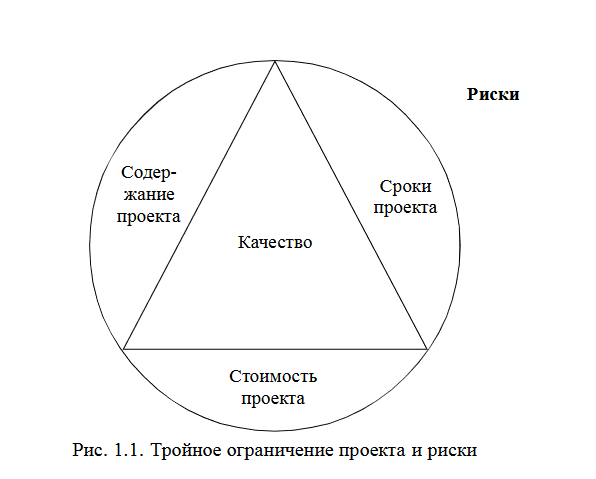 Риски
Содер-
жание
проекта
Сроки
проекта
Качество
Стоимость
проекта
Рис. 1.1. Тройное ограничение проекта и риски